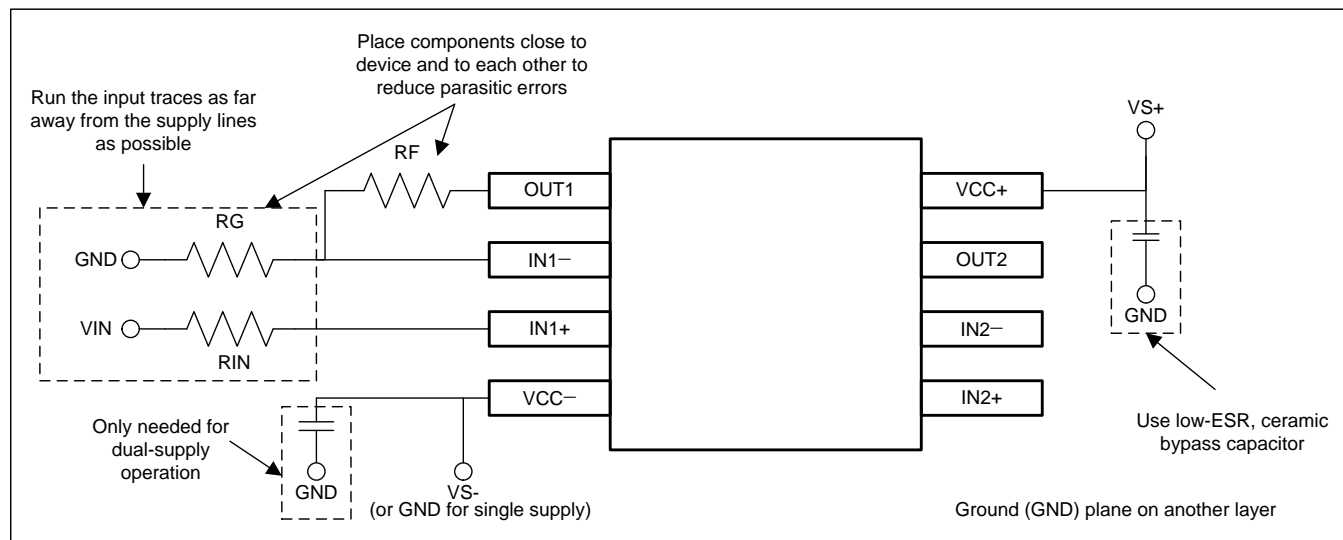 Place components close to
device and to each other to
reduce parasitic errors
Run the input traces as far
away from the supply lines
as possible
VS+
RF
OUT1
VCC+
RG
GND
IN1−
OUT2
VIN
IN1+
GND
IN2−
RIN
VCC−
IN2+
Only needed for
dual-supply
operation
Use low-ESR, ceramic
bypass capacitor
GND
VS-
(or GND for single supply)
Ground (GND) plane on another layer